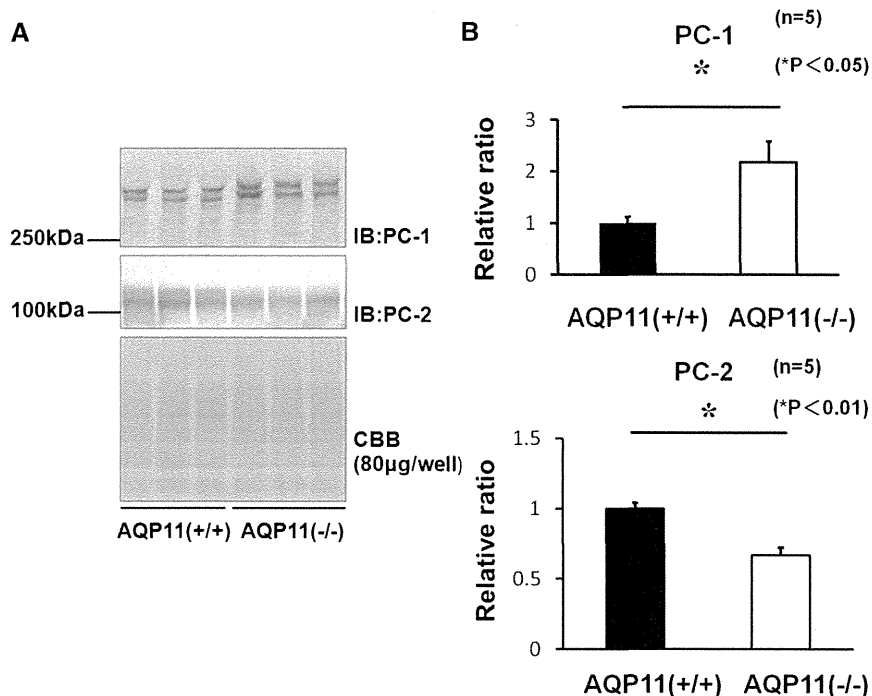 A
250kDa
IB:PC-1
100kDa
IB:PC-2
CBB
(80μg/well)
AQP11(+/+) AQP11(-/-)
B
PC-1
(n=5)
(*P<0.05)
*
Relative ratio
3
2
1
0
AQP11(+/+) AQP11(-/-)
PC-2
(n=5)
(*P<0.01)
*
Relative ratio
1.5
1
0.5
0
AQP11(+/+) AQP11(-/-)